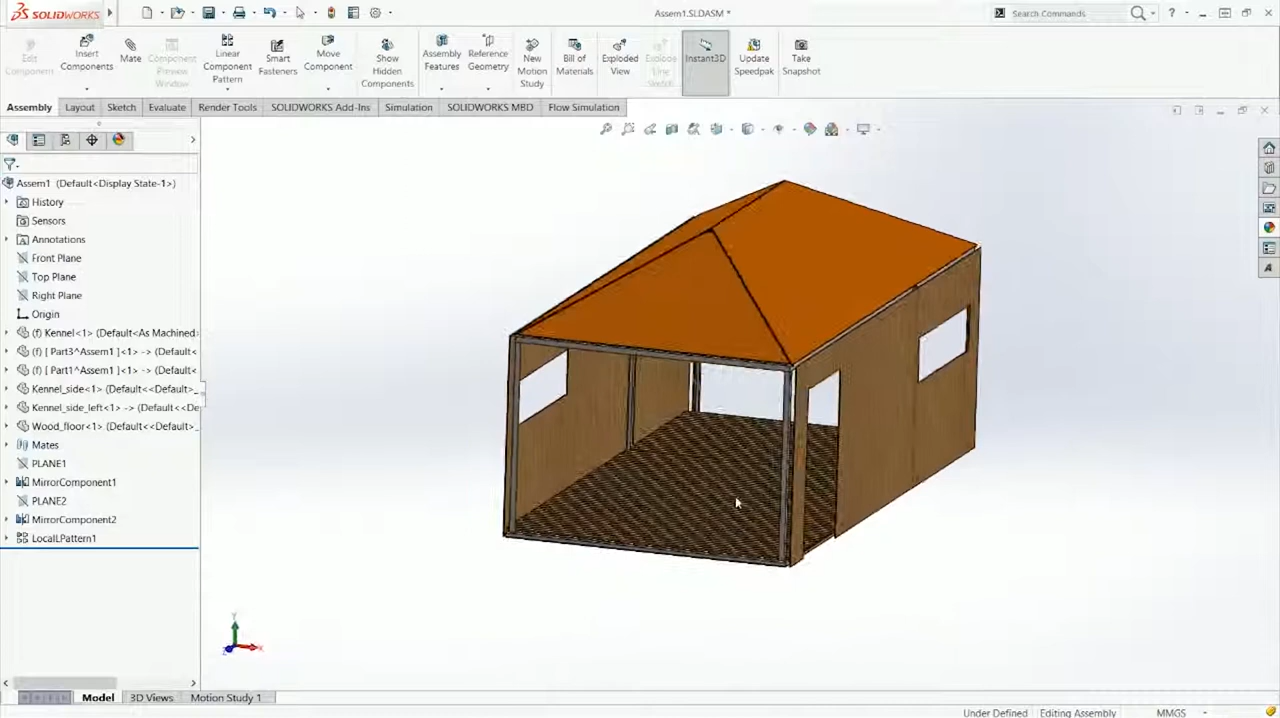 SOLIDWORKS
Assem1.SLDASM *
Search Commands
?
Edit Component
Insert Components
Mate
Component Preview Window
Linear Component Pattern
Smart Fasteners
Move Component
Show Hidden Components
Assembly Features
Reference Geometry
New Motion Study
Bill of Materials
Exploded View
Explode Line Sketch
Instant3D
Update Speedpak
Take Snapshot
Assembly
Layout
Sketch
Evaluate
Render Tools
SOLIDWORKS Add-Ins
Simulation
SOLIDWORKS MBD
Flow Simulation
Assem1 (Default<Display State-1>)
History
Sensors
Annotations
Front Plane
Top Plane
Right Plane
Origin
(f) Kennel<1> (Default<As Machined>
(f) [ Part3^Assem1 ]<1> -> (Default<
(f) [ Part1^Assem1 ]<1> -> (Default<
Kennel_side<1> (Default<<Default>_
Kennel_side_left<1> -> (Default<<De
Wood_floor<1> (Default<<Default>_
Mates
PLANE1
MirrorComponent1
PLANE2
MirrorComponent2
LocalLPattern1
Y
X
Z
Model
3D Views
Motion Study 1
Under Defined
Editing Assembly
MMGS